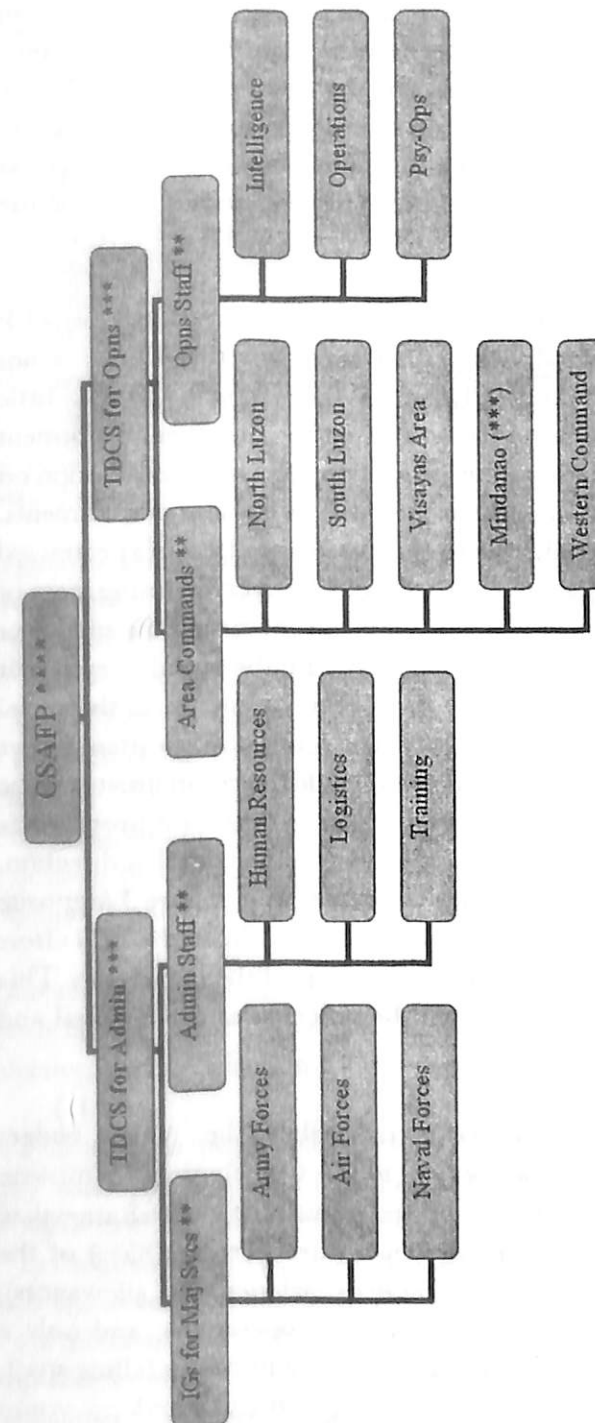 CSAFP ****
TDCS for Admin ***
TDCS for Opns ***
IGs for Maj Svcs **
Admin Staff **
Area Commands **
Opns Staff **
Army Forces
Air Forces
Naval Forces
Human Resources
Logistics
Training
North Luzon
South Luzon
Visayas Area
Mindanao (***)
Western Command
Intelligence
Operations
Psy-Ops